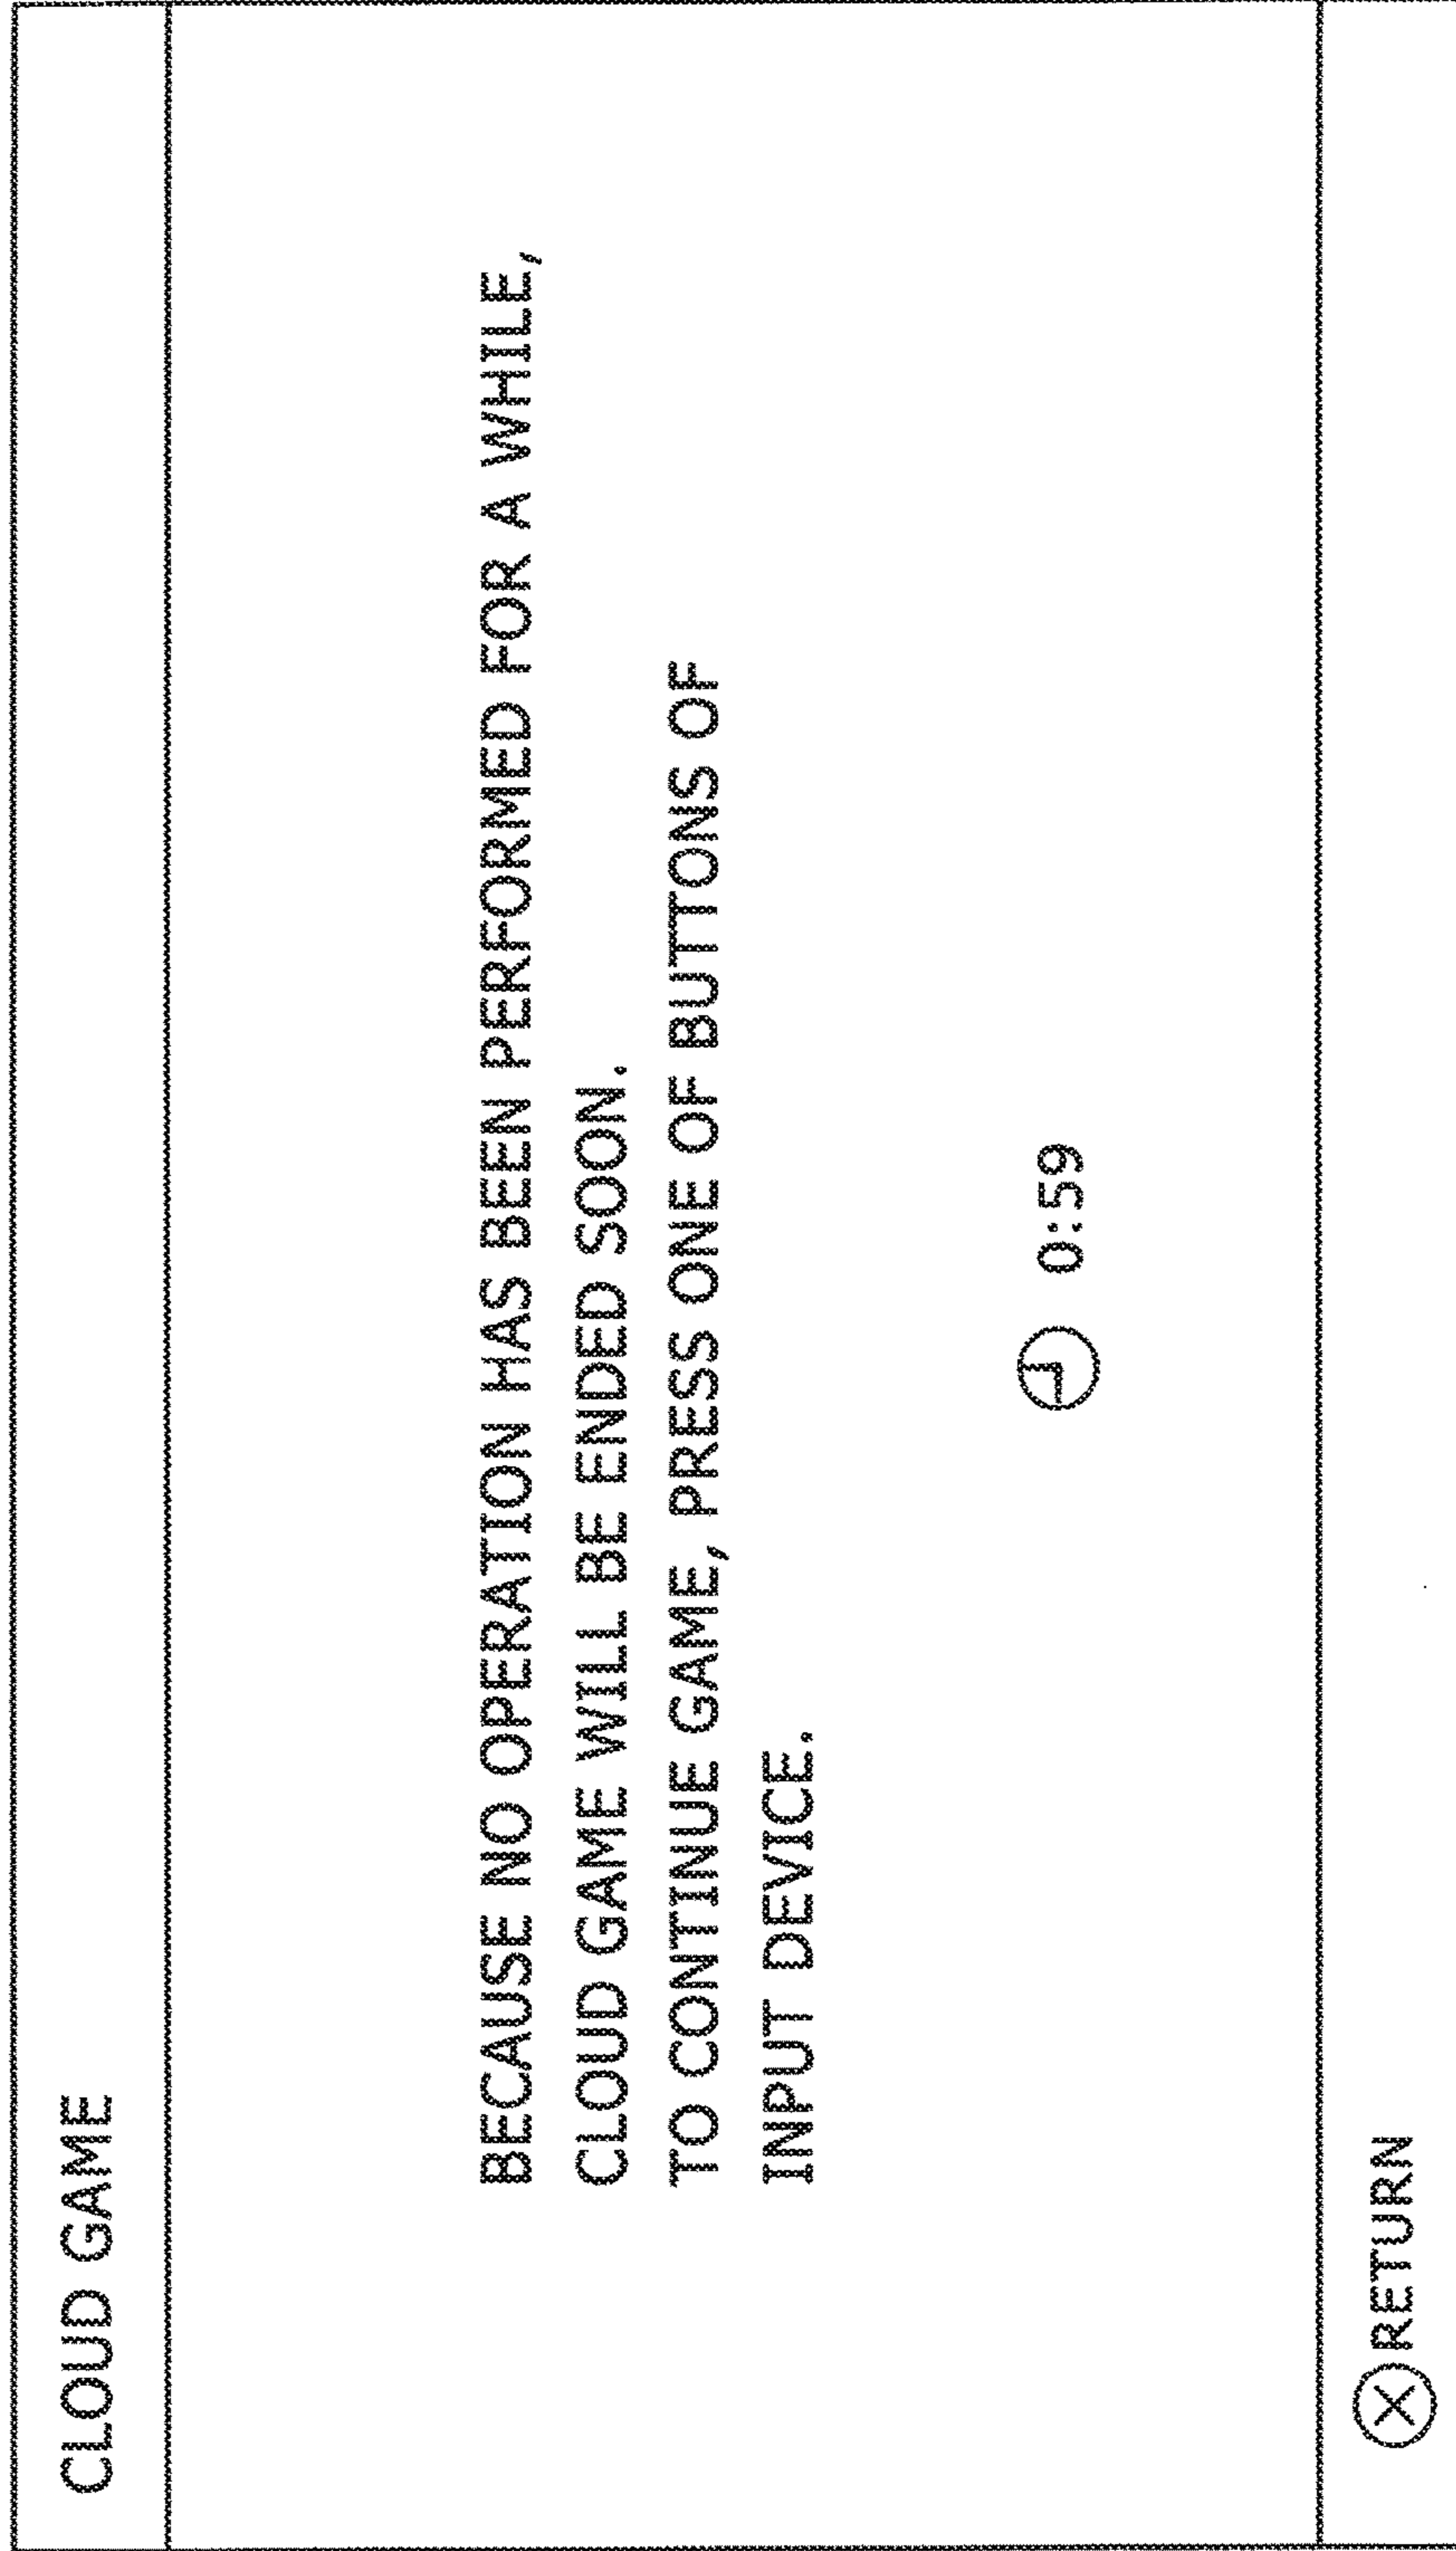 CLOUD GAME
BECAUSE NO OPERATION HAS BEEN PERFORMED FOR A WHILE,
CLOUD GAME WILL BE ENDED SOON.
TO CONTINUE GAME, PRESS ONE OF BUTTONS OF
INPUT DEVICE.
0:59
RETURN